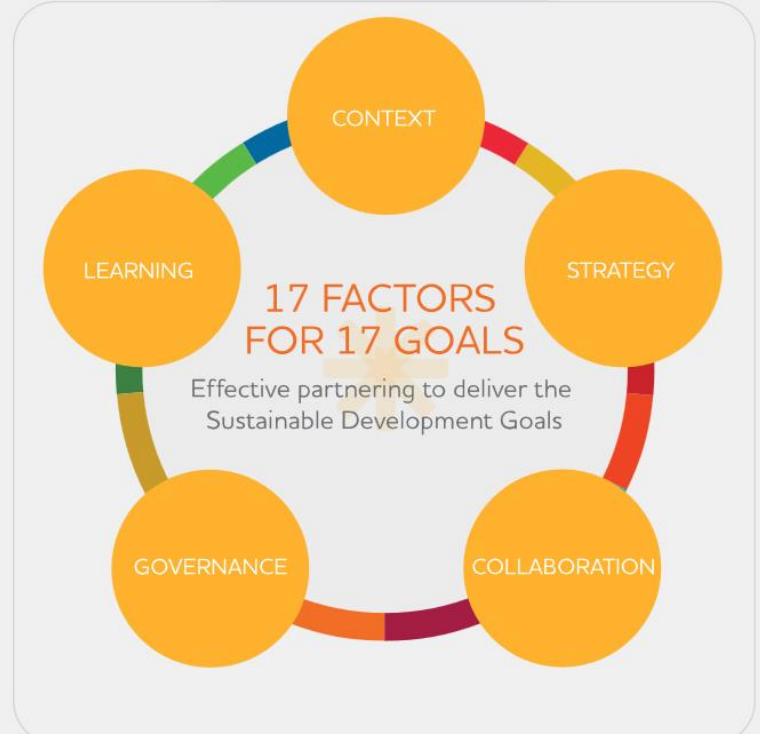 CONTEXT
LEARNING
STRATEGY
17 FACTORS
FOR 17 GOALS
Effective partnering to deliver the
Sustainable Development Goals
GOVERNANCE
COLLABORATION